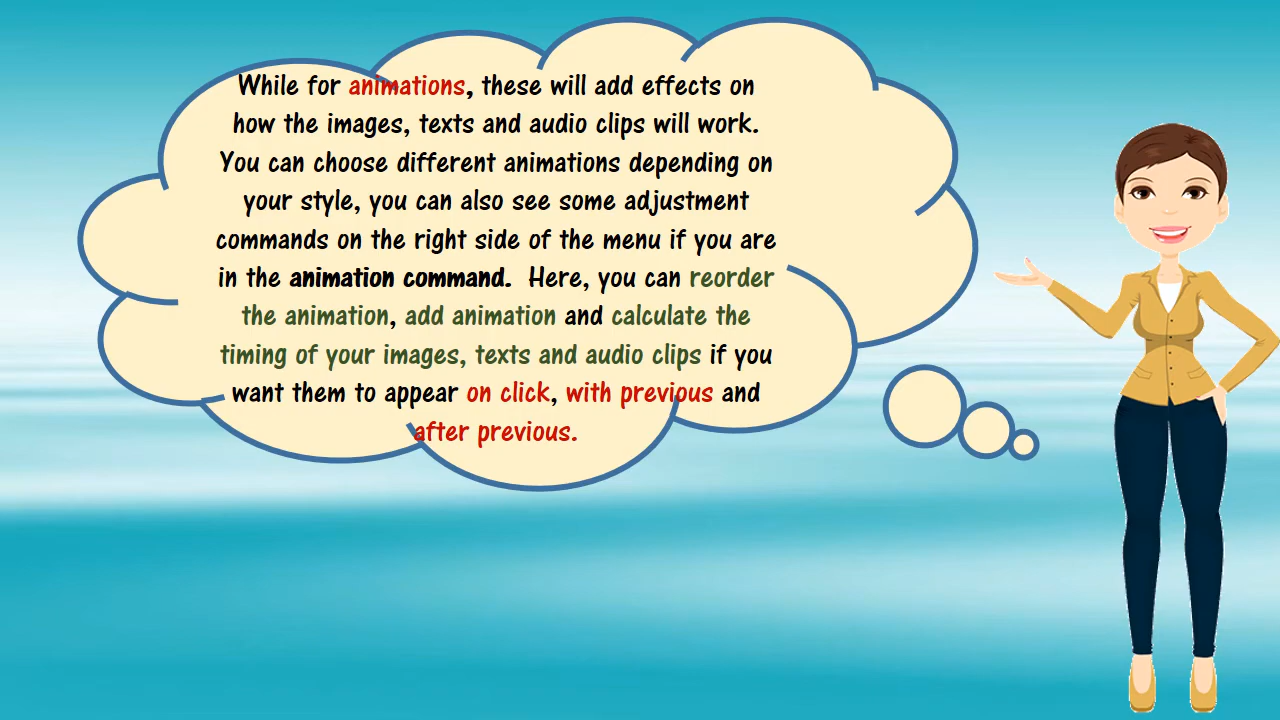 While for animations, these will add effects on
how the images, texts and audio clips will work.
You can choose different animations depending on
your style, you can also see some adjustment
commands on the right side of the menu if you are
in the animation command. Here, you can reorder
the animation, add animation and calculate the
timing of your images, texts and audio clips if you
want them to appear on click, with previous and
after previous.